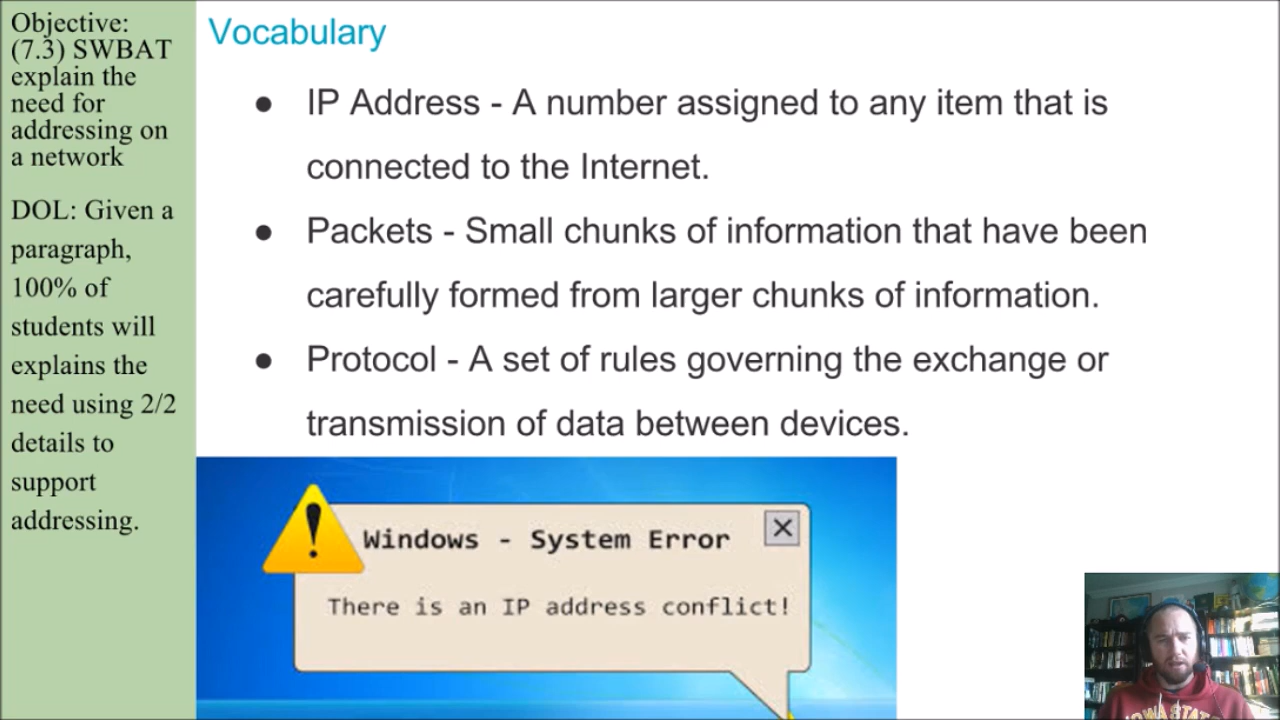 Objective:
(7.3) SWBAT
explain the
need for
addressing on
a network
DOL: Given a
paragraph,
100% of
students will
explains the
need using 2/2
details to
support
addressing.
Vocabulary
● IP Address - A number assigned to any item that is
connected to the Internet.
● Packets - Small chunks of information that have been
carefully formed from larger chunks of information.
● Protocol - A set of rules governing the exchange or
transmission of data between devices.
Windows - System Error
There is an IP address conflict!